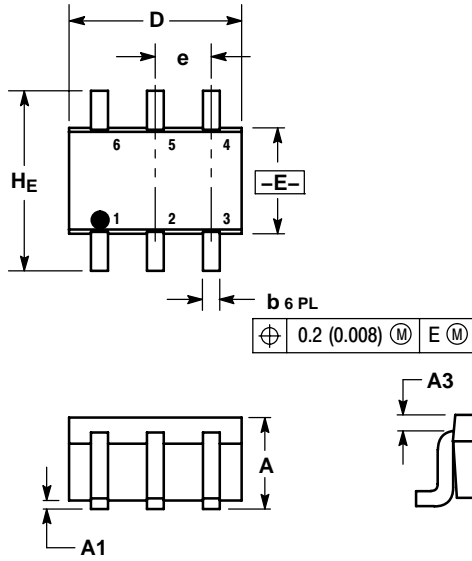 D
e
6 5 4
HE
–E–
1 2 3
b 6 PL
⌖ 0.2 (0.008) Ⓜ E Ⓜ
A3
A
A1